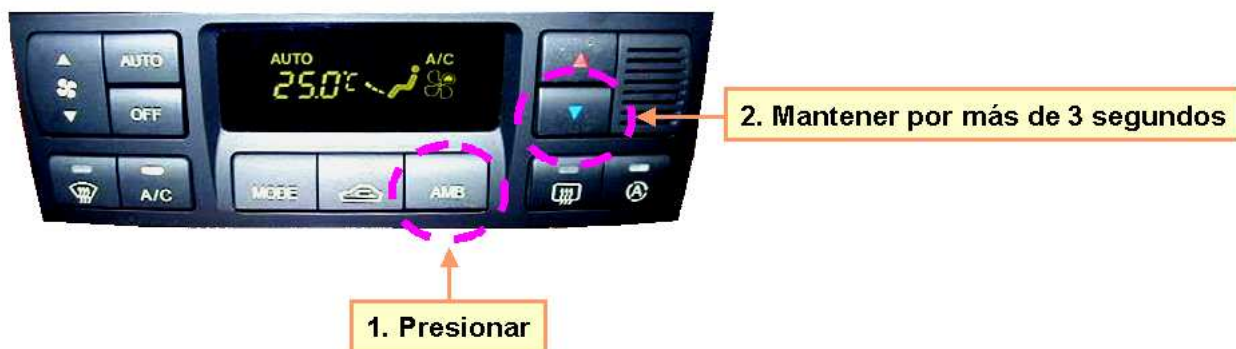 AUTO
OFF
A/C
AUTO
A/C
25.0°C
MODE
AMB
A
2. Mantener por más de 3 segundos
1. Presionar